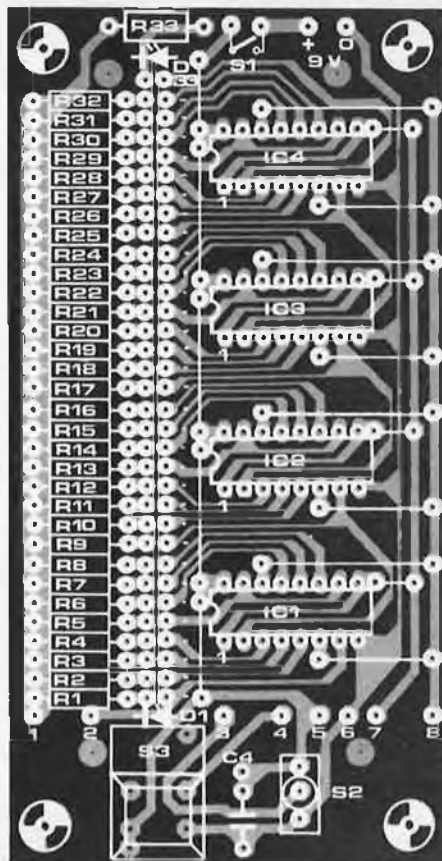 R33
S1
+
0
9V
D
33
R32
R31
R30
R29
R28
R27
R26
R25
R24
R23
R22
R21
R20
R19
R18
R17
R16
R15
R14
R13
R12
R11
R10
R9
R8
R7
R6
R5
R4
R3
R2
R1
IC4
1
IC3
1
IC2
1
IC1
1
D1
1
2
3
4
5
6
7
8
S3
C4
S2